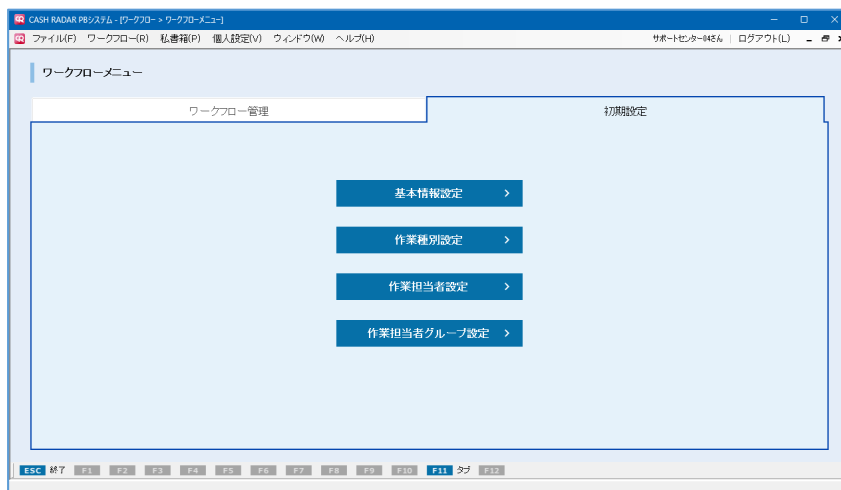 CASH RADAR PBシステム - [ワークフロー > ワークフローメニュー]
ファイル(F) ワークフロー(R) 私書箱(P) 個人設定(V) ウィンドウ(W) ヘルプ(H) サポートセンター04さん | ログアウト(L)
ワークフローメニュー
ワークフロー管理 初期設定
基本情報設定
作業種別設定
作業担当者設定
作業担当者グループ設定
ESC 終了 F1 F2 F3 F4 F5 F6 F7 F8 F9 F10 F11 タブ F12